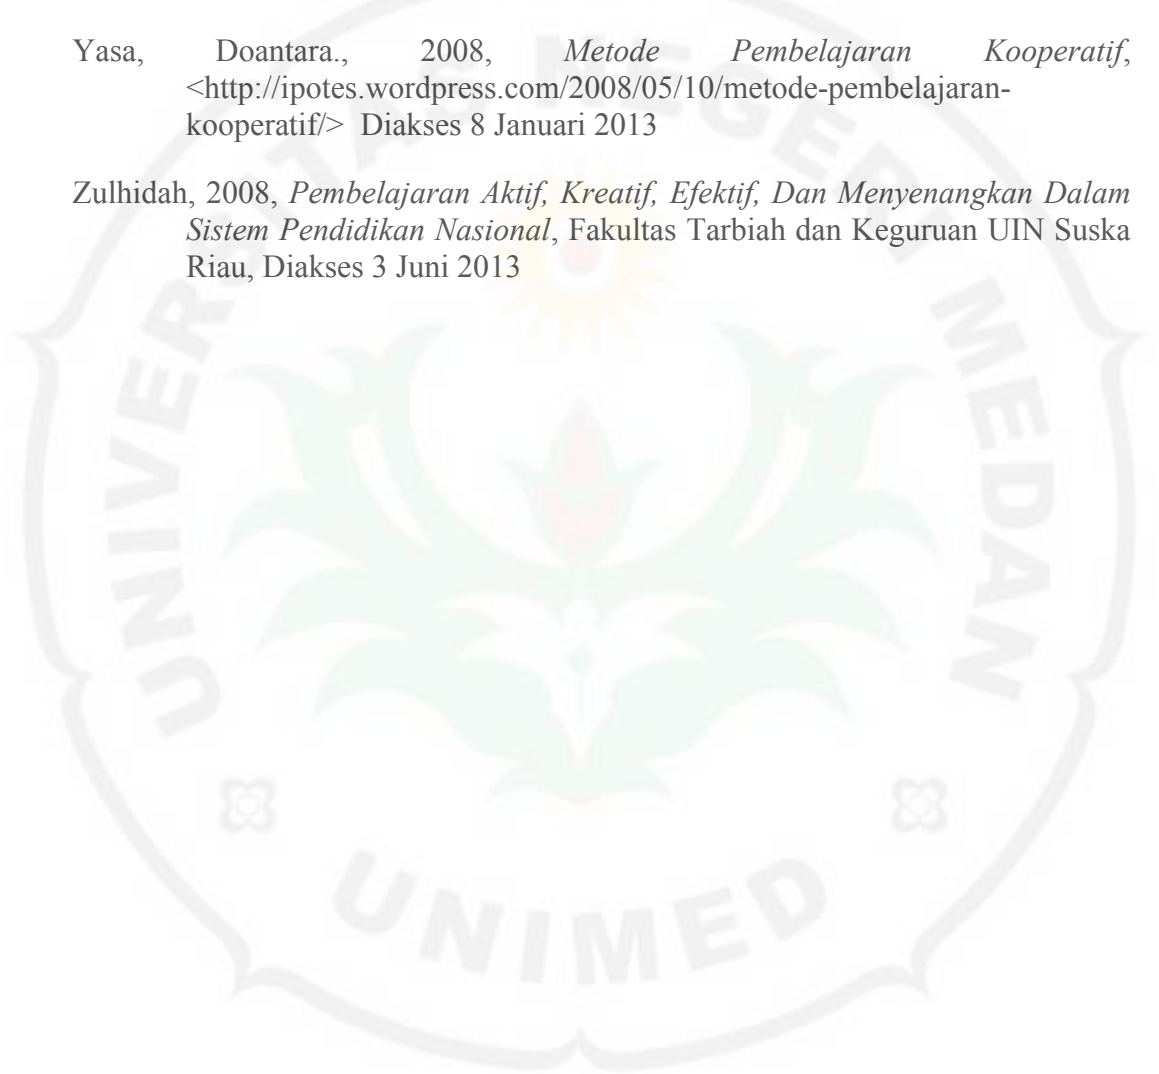 Yasa, Doantara., 2008, Metode Pembelajaran Kooperatif,
<http://ipotes.wordpress.com/2008/05/10/metode-pembelajaran-
kooperatif/> Diakses 8 Januari 2013
Zulhidah, 2008, Pembelajaran Aktif, Kreatif, Efektif, Dan Menyenangkan Dalam
Sistem Pendidikan Nasional, Fakultas Tarbiah dan Keguruan UIN Suska
Riau, Diakses 3 Juni 2013
UNIVERSITAS NEGERI MEDAN
UNIMED